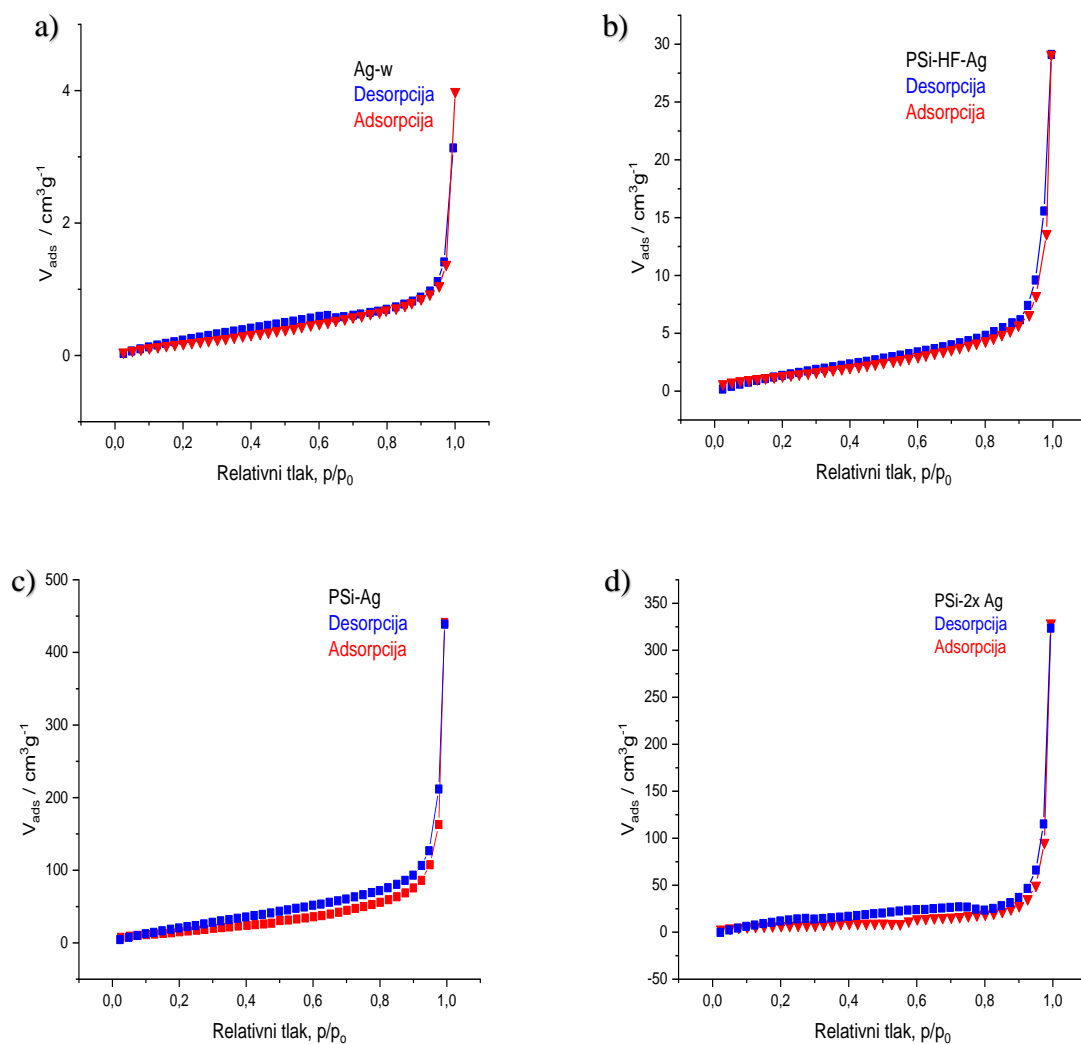 a)
Ag-w
Desorpcija
Adsorpcija
4
2
0
V_ads / cm³g⁻¹
0,0 0,2 0,4 0,6 0,8 1,0
Relativni tlak, p/p₀
b)
PSi-HF-Ag
Desorpcija
Adsorpcija
30
25
20
15
10
5
0
V_ads / cm³g⁻¹
0,0 0,2 0,4 0,6 0,8 1,0
Relativni tlak, p/p₀
c)
PSi-Ag
Desorpcija
Adsorpcija
500
400
300
200
100
0
V_ads / cm³g⁻¹
0,0 0,2 0,4 0,6 0,8 1,0
Relativni tlak, p/pₒ
d)
PSi-2x Ag
Desorpcija
Adsorpcija
350
300
250
200
150
100
50
0
-50
V_ads / cm³g⁻¹
0,0 0,2 0,4 0,6 0,8 1,0
Relativni tlak, p/p₀